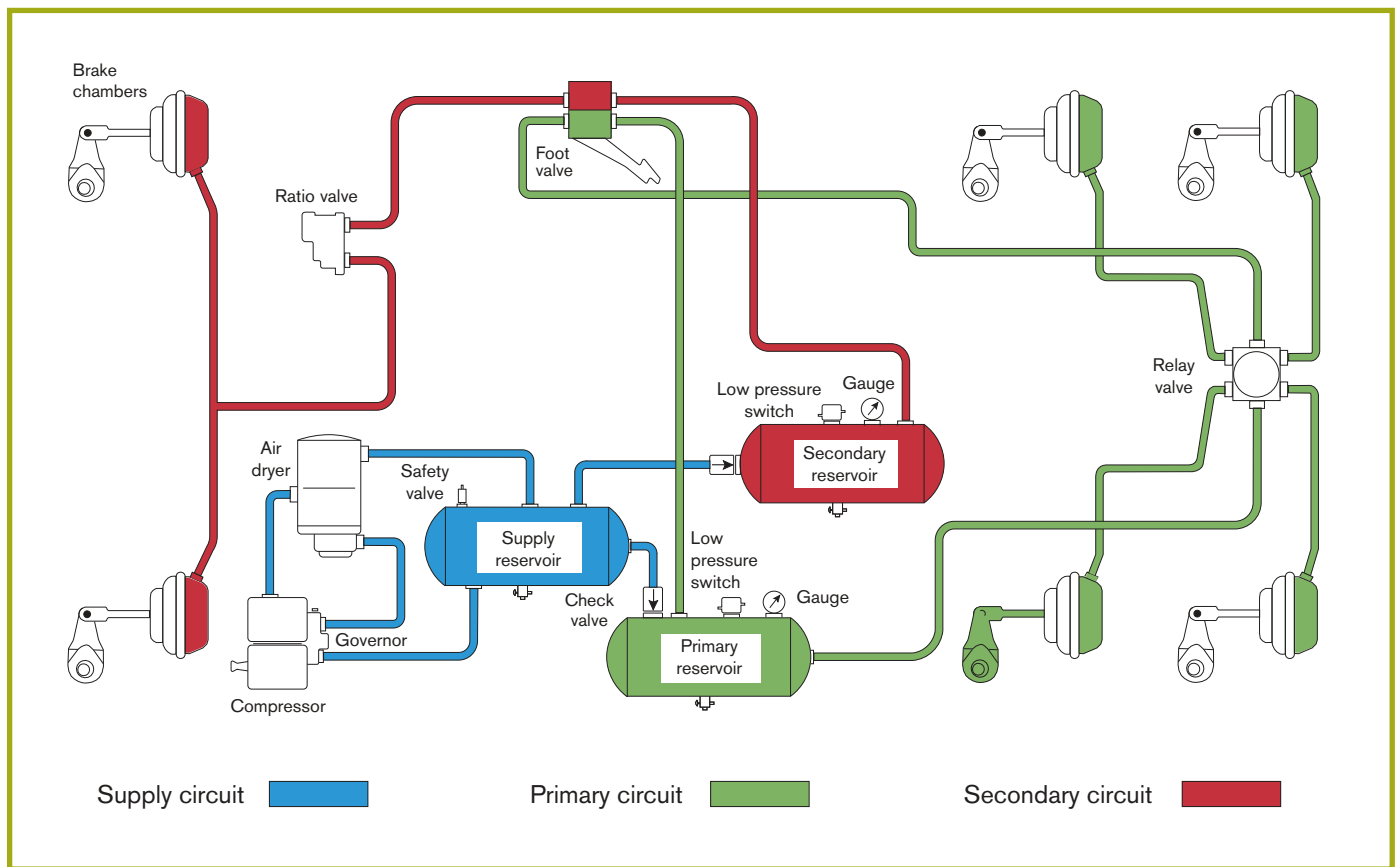 Brake
chambers
Foot
valve
Ratio valve
Relay
valve
Low pressure
switch
Gauge
Air
dryer
Safety
valve
Secondary
reservoir
Supply
reservoir
Low
pressure
switch
Check
valve
Gauge
Governor
Primary
reservoir
Compressor
Supply circuit
Primary circuit
Secondary circuit